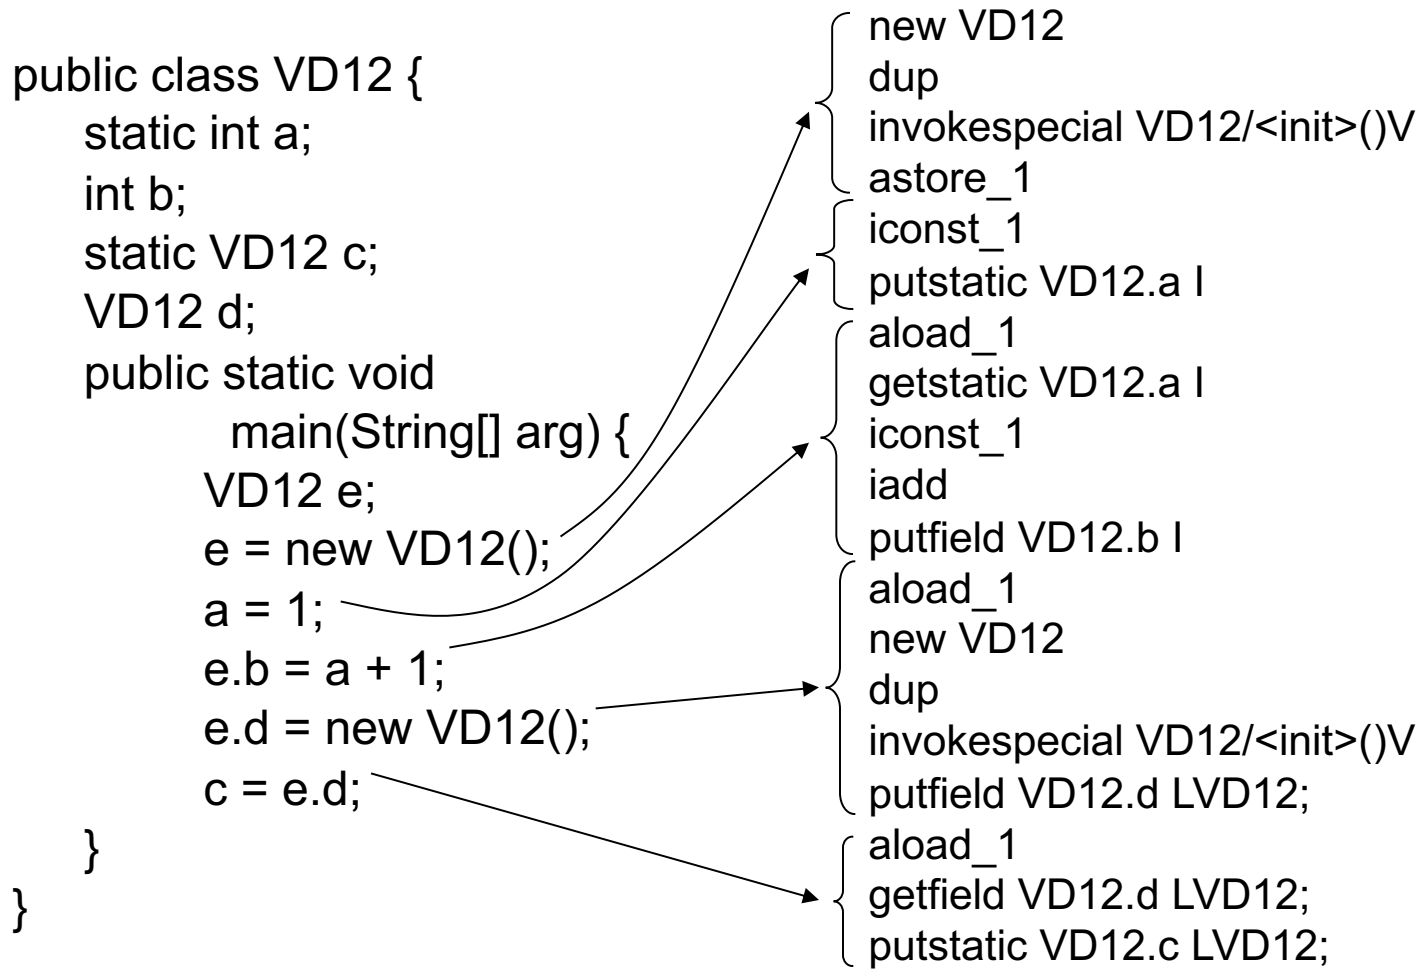 public class VD12 {
static int a;
int b;
static VD12 c;
VD12 d;
public static void
main(String[] arg) {
VD12 e;
e = new VD12();
a = 1;
e.b = a + 1;
e.d = new VD12();
c = e.d;
}
}
new VD12
dup
invokespecial VD12/<init>()V
astore_1
iconst_1
putstatic VD12.a I
aload_1
getstatic VD12.a I
iconst_1
iadd
putfield VD12.b I
aload_1
new VD12
dup
invokespecial VD12/<init>()V
putfield VD12.d LVD12;
aload_1
getfield VD12.d LVD12;
putstatic VD12.c LVD12;